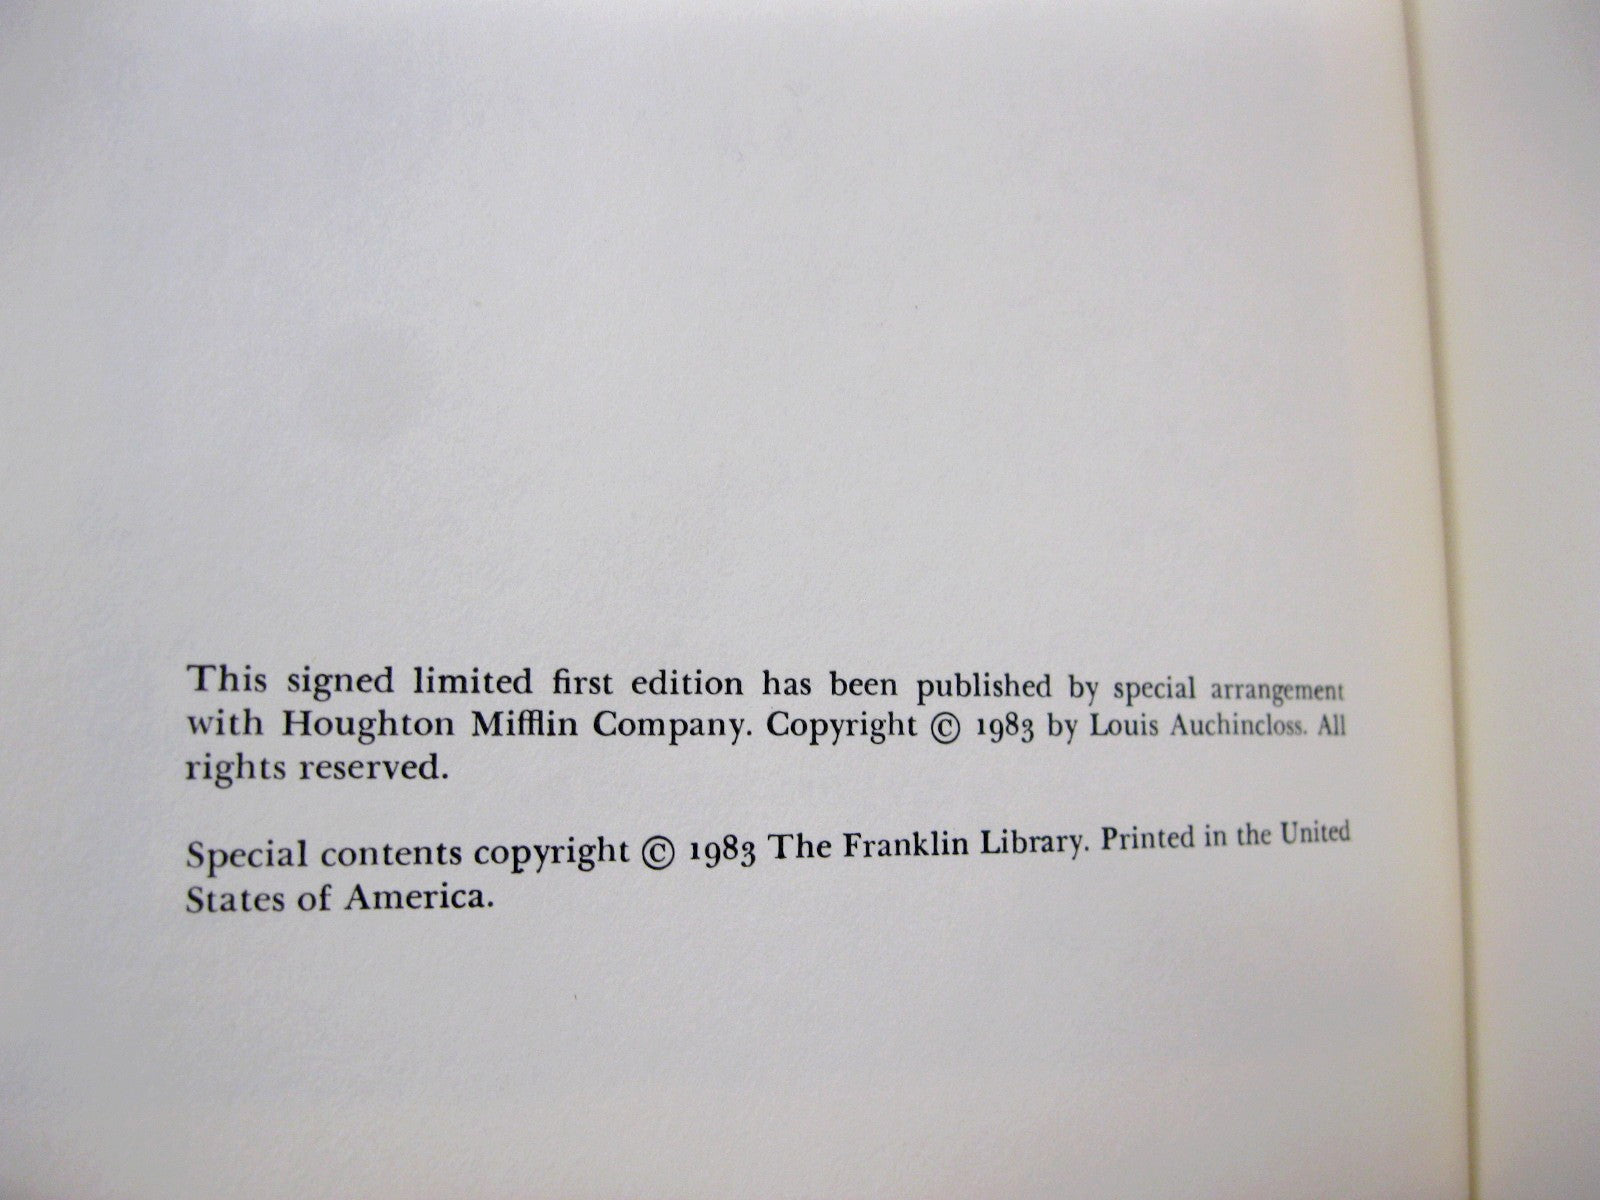 This signed limited first edition has been published by special arrangement
with Houghton Mifflin Company. Copyright © 1983 by Louis Auchincloss. All
rights reserved.
Special contents copyright © 1983 The Franklin Library. Printed in the United
States of America.